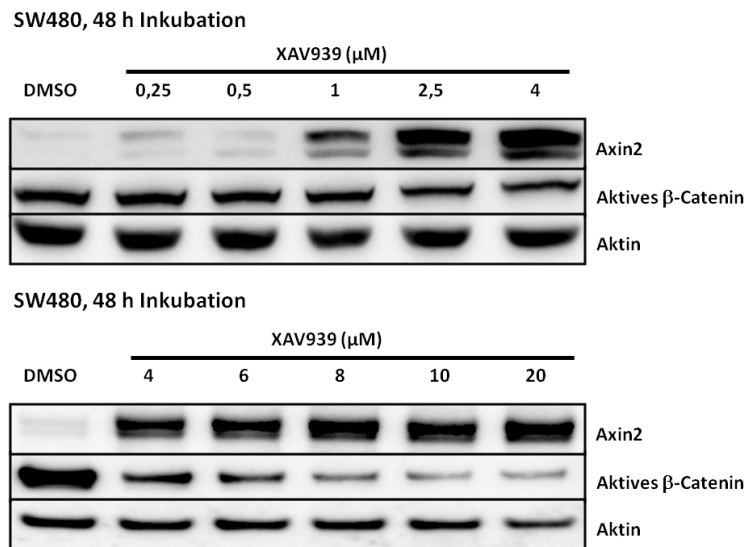 SW480, 48 h Inkubation
XAV939 (µM)
DMSO 0,25 0,5 1 2,5 4
Axin2
Aktives β-Catenin
Aktin
SW480, 48 h Inkubation
XAV939 (µM)
DMSO 4 6 8 10 20
Axin2
Aktives β-Catenin
Aktin